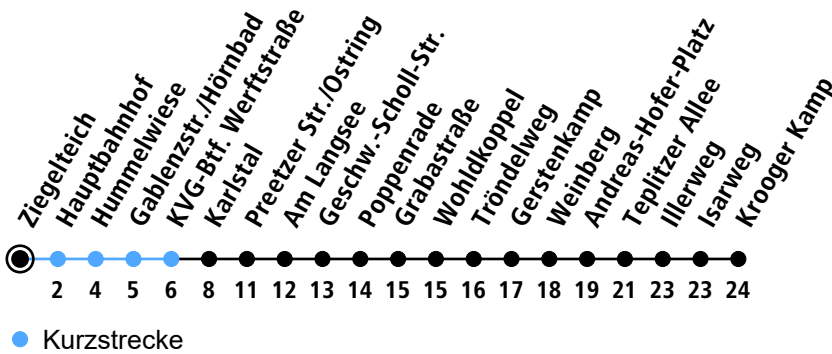 Ziegelteich
Hauptbahnhof
Hummelwiese
Gablenzstr./Hörnbad
KVG-Btf. Werftstraße
Karlstal
Preetzer Str./Ostring
Am Langsee
Geschw.-Scholl-Str.
Poppenrade
Grabastraße
Wohldkoppel
Tröndelweg
Gerstenkamp
Weinberg
Andreas-Hofer-Platz
Teplitzer Allee
Illerweg
Isarweg
Krooger Kamp
2 4 5 6 8 11 12 13 14 15 15 16 17 18 19 21 23 23 24
Kurzstrecke